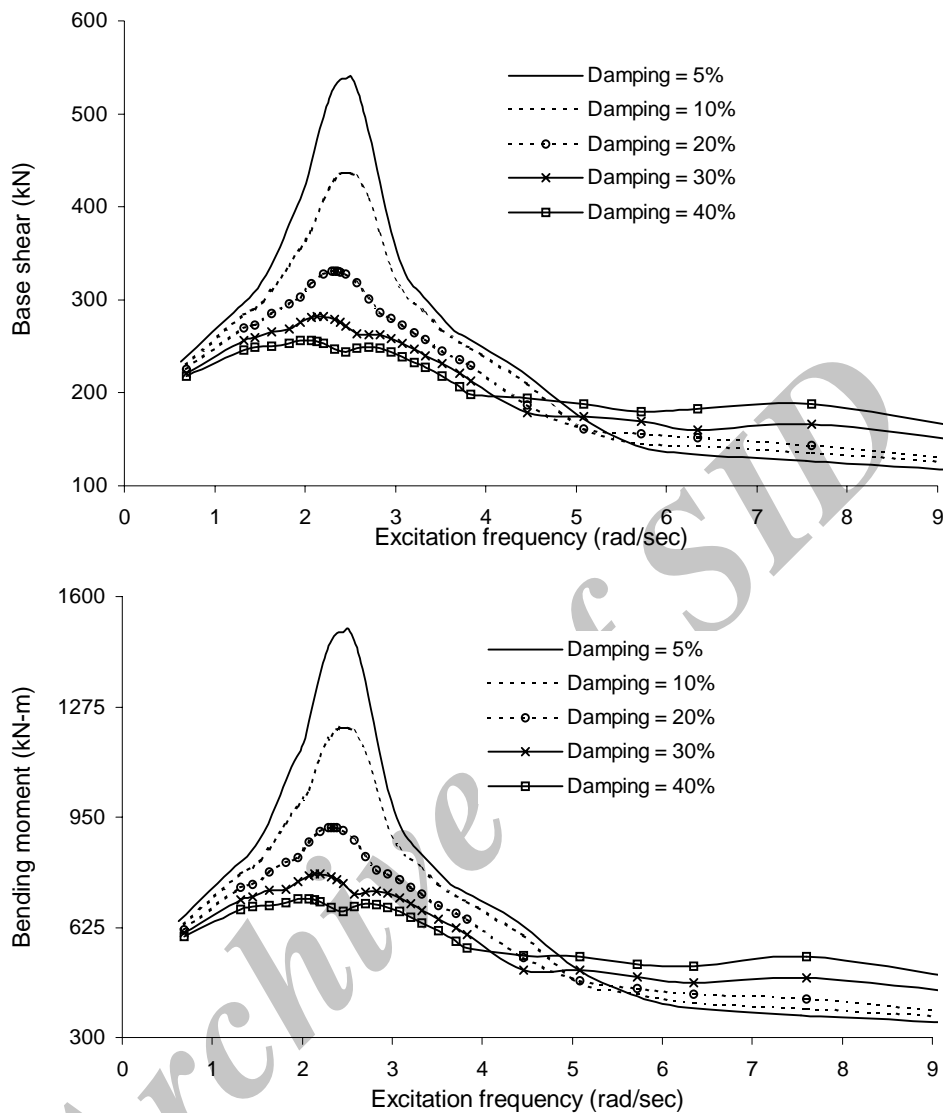 600
500
400
300
200
100
Base shear (kN)
Damping = 5%
Damping = 10%
Damping = 20%
Damping = 30%
Damping = 40%
0 1 2 3 4 5 6 7 8 9
Excitation frequency (rad/sec)
1600
1275
950
625
300
Bending moment (kN-m)
Damping = 5%
Damping = 10%
Damping = 20%
Damping = 30%
Damping = 40%
0 1 2 3 4 5 6 7 8 9
Excitation frequency (rad/sec)
Archive of SID